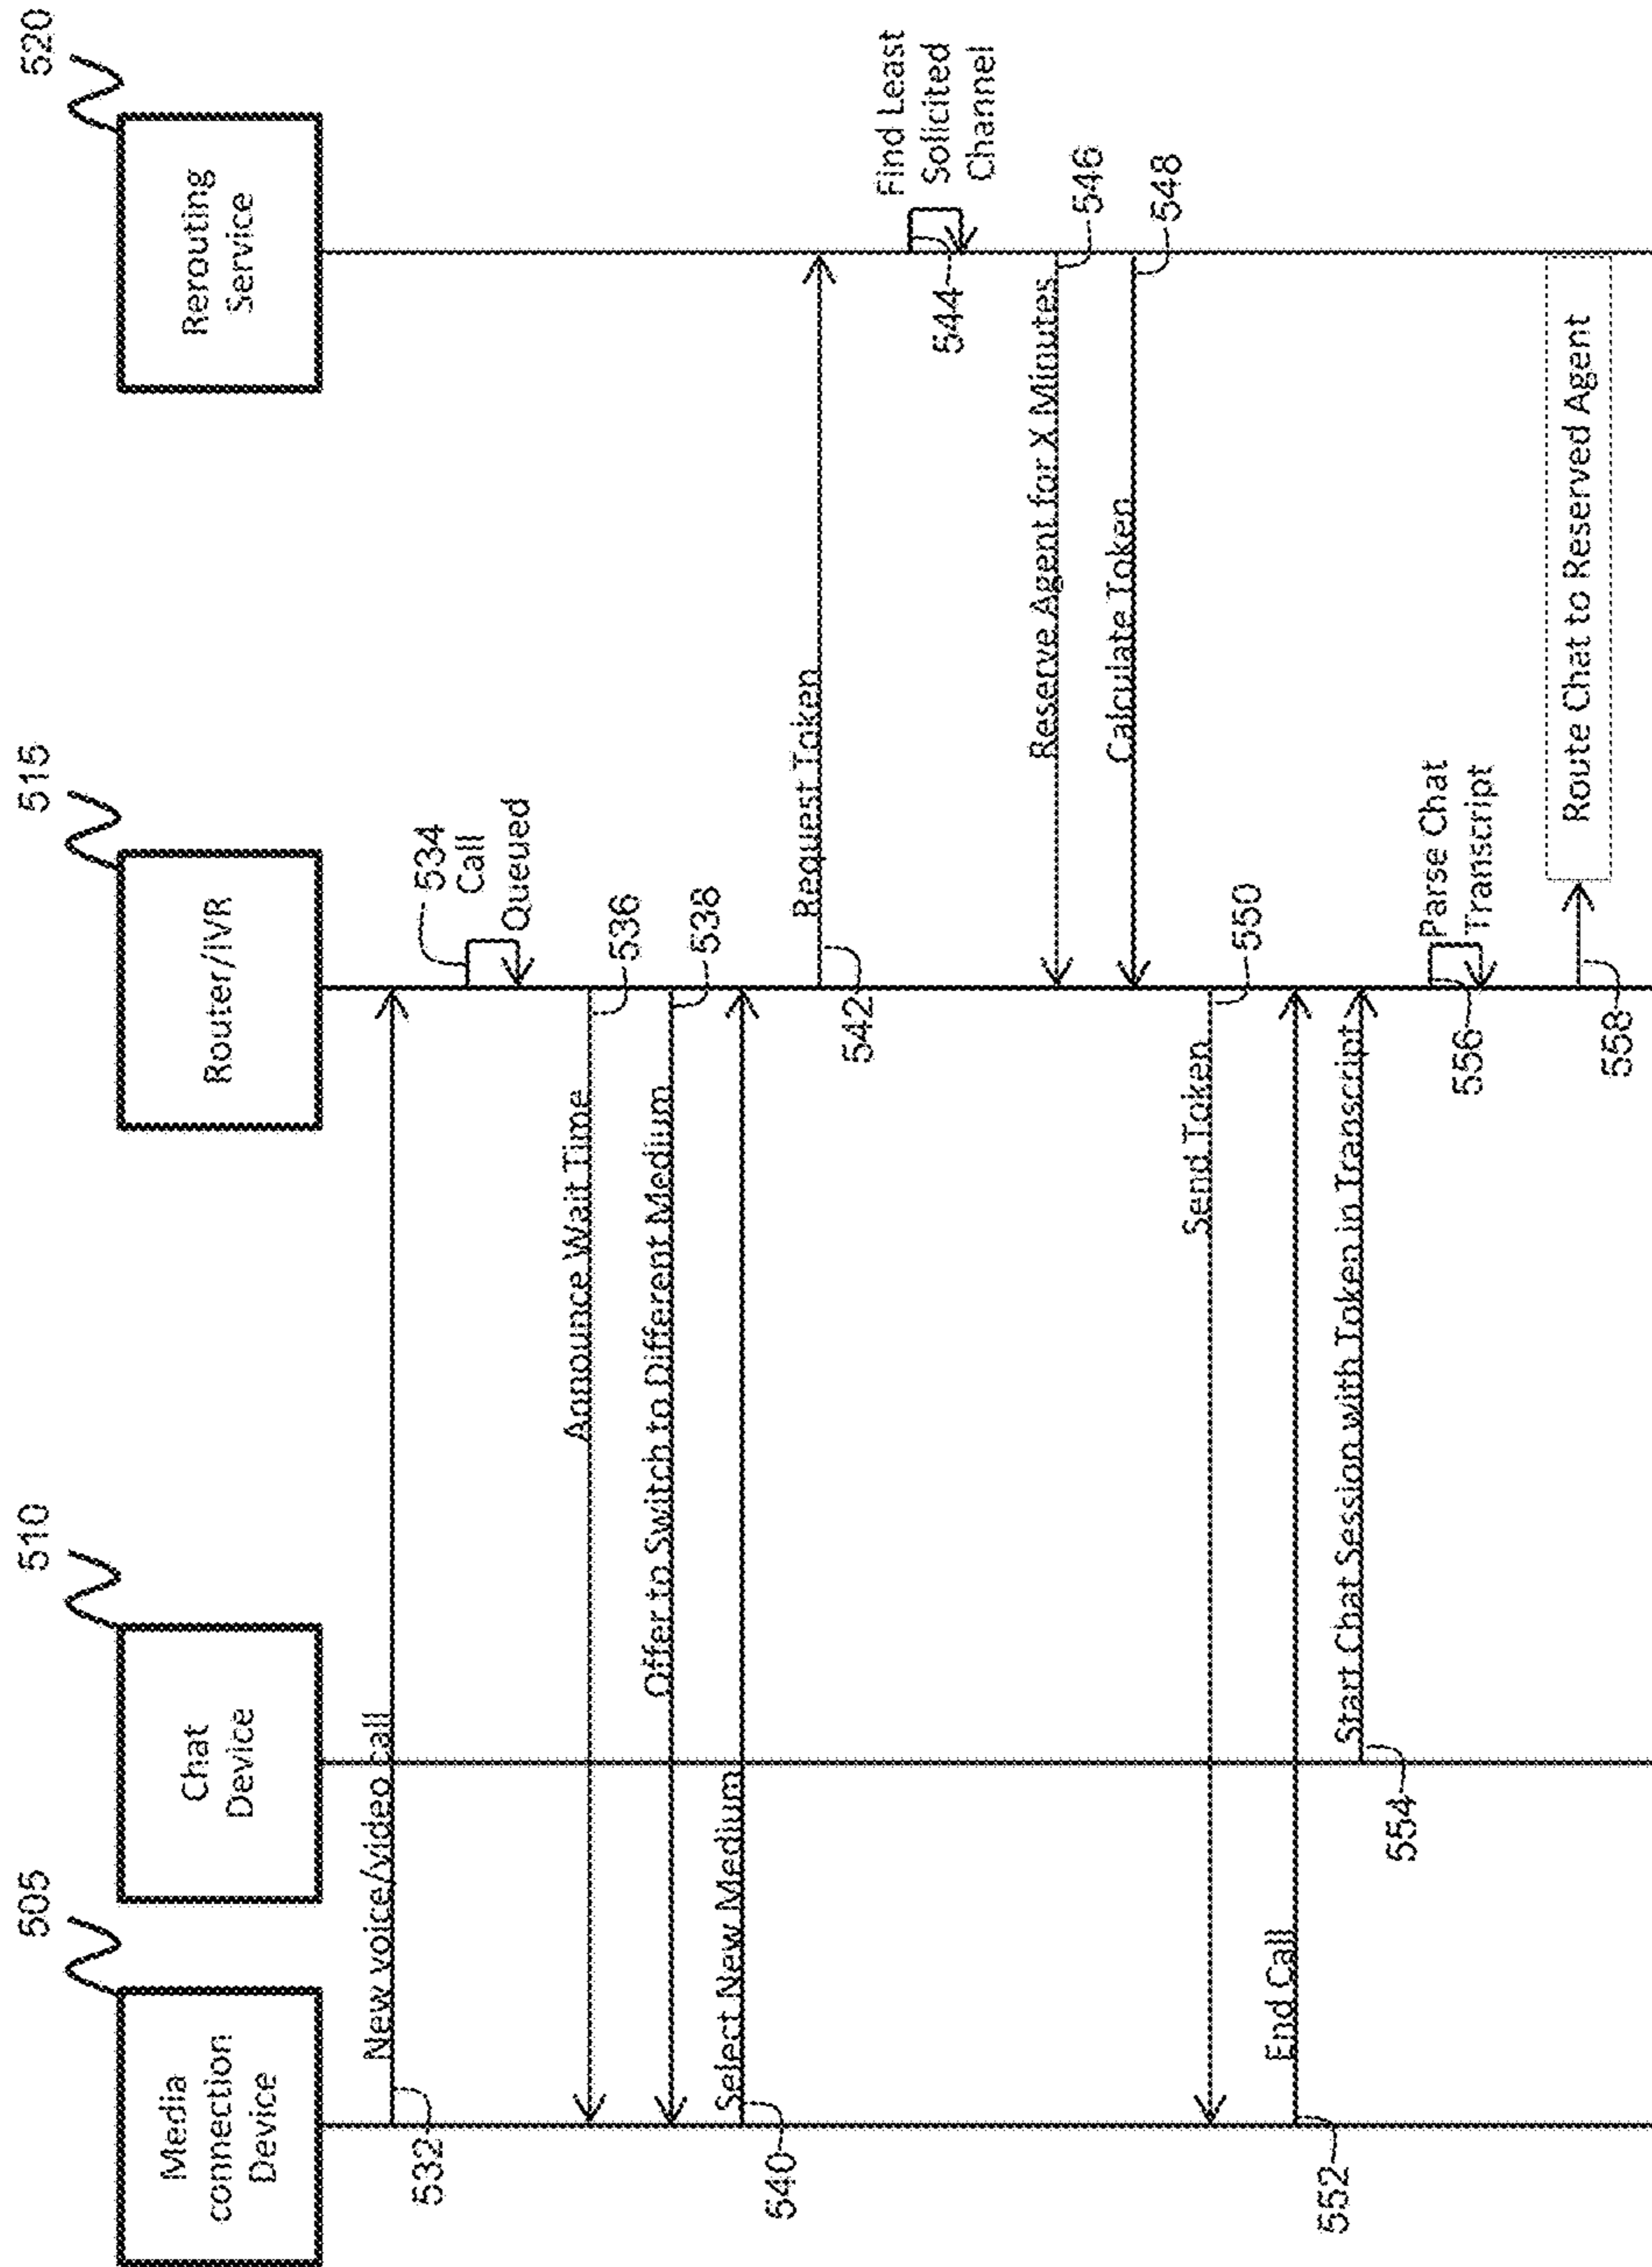 505
510
515
520
Media
connection
Device
Chat
Device
Router/IVR
Rerouting
Service
New voice/video call
532
534
Call
Queued
Announce Wait Time
536
Offer to Switch to Different Medium
538
Select New Medium
540
Request Token
542
Find Least
Solicited
Channel
544
Reserve Agent for X Minutes
546
Calculate Token
548
Send Token
550
End Call
552
Start Chat Session with Token in Transcript
554
Parse Chat
Transcript
556
Route Chat to Reserved Agent
558